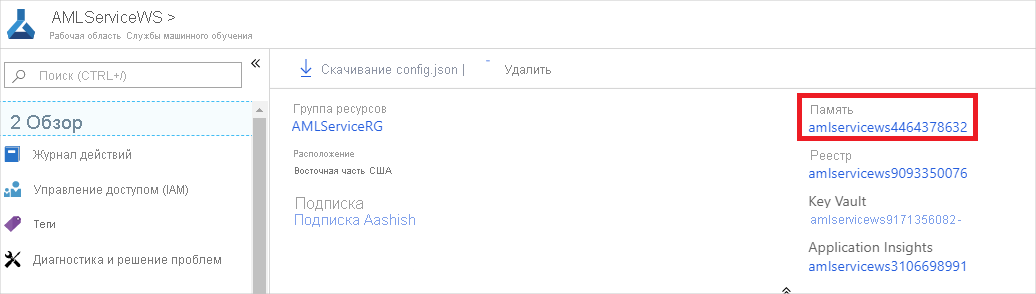 AMLServiceWS >
Рабочая область Службы машинного обучения
Поиск (CTRL+/)
«
2 Обзор
Журнал действий
Управление доступом (IAM)
Теги
Диагностика и решение проблем
Скачивание config.json |
Удалить
Группа ресурсов
AMLServiceRG
Расположение
Восточная часть США
Подписка
Подписка Aashish
Память
amlservicews4464378632
Реестр
amlservicews9093350076
Key Vault
amlservicews9171356082-
Application Insights
amlservicews3106698991